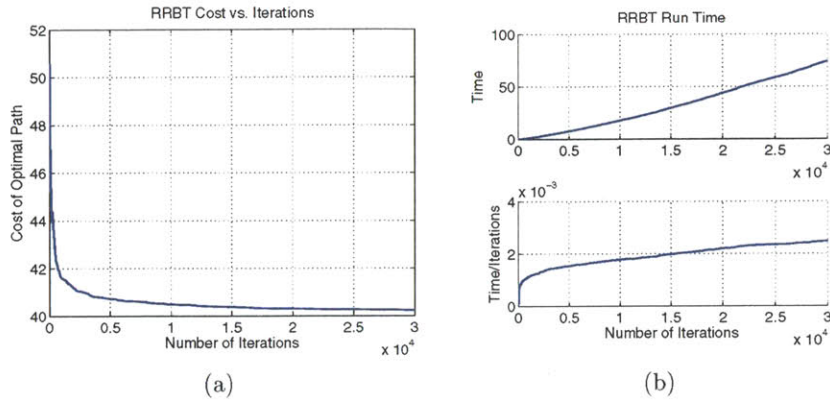 RRBT Cost vs. Iterations
52
50
48
46
44
42
40
Cost of Optimal Path
0 0.5 1 1.5 2 2.5 3
Number of Iterations
x 10^4
(a)
RRBT Run Time
100
50
0
Time
0 0.5 1 1.5 2 2.5 3
x 10^4
x 10^-3
4
2
0
Time/Iterations
0 0.5 1 1.5 2 2.5 3
Number of Iterations
x 10^4
(b)